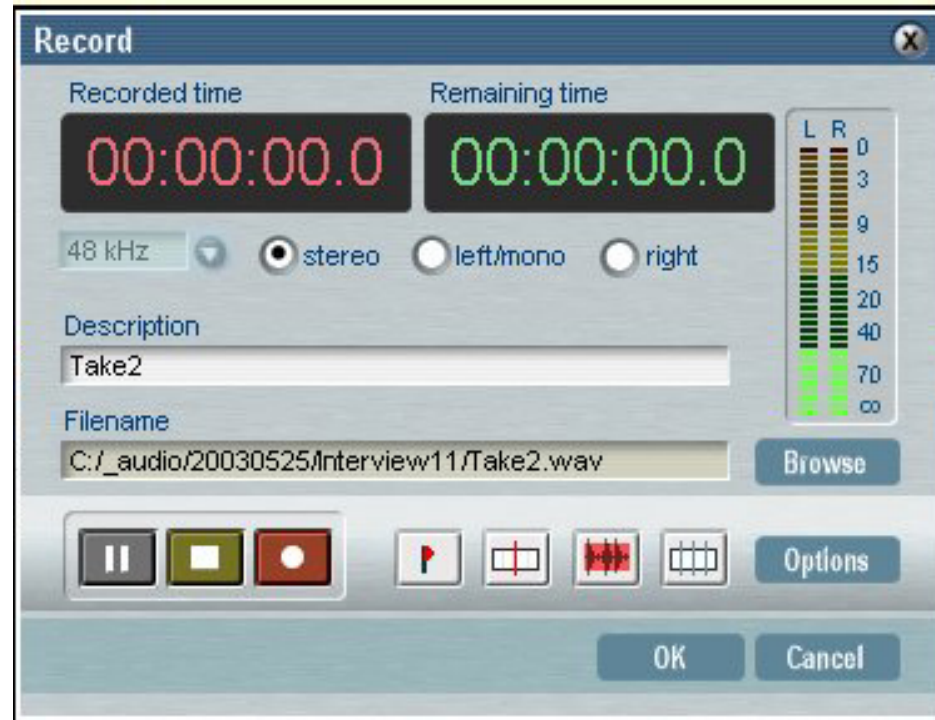 Record
Recorded time
Remaining time
00:00:00.0
00:00:00.0
L R
0
3
9
15
20
40
70
∞
48 kHz
stereo
left/mono
right
Description
Take2
Filename
C:/_audio/20030525/Interview11/Take2.wav
Browse
Options
OK
Cancel